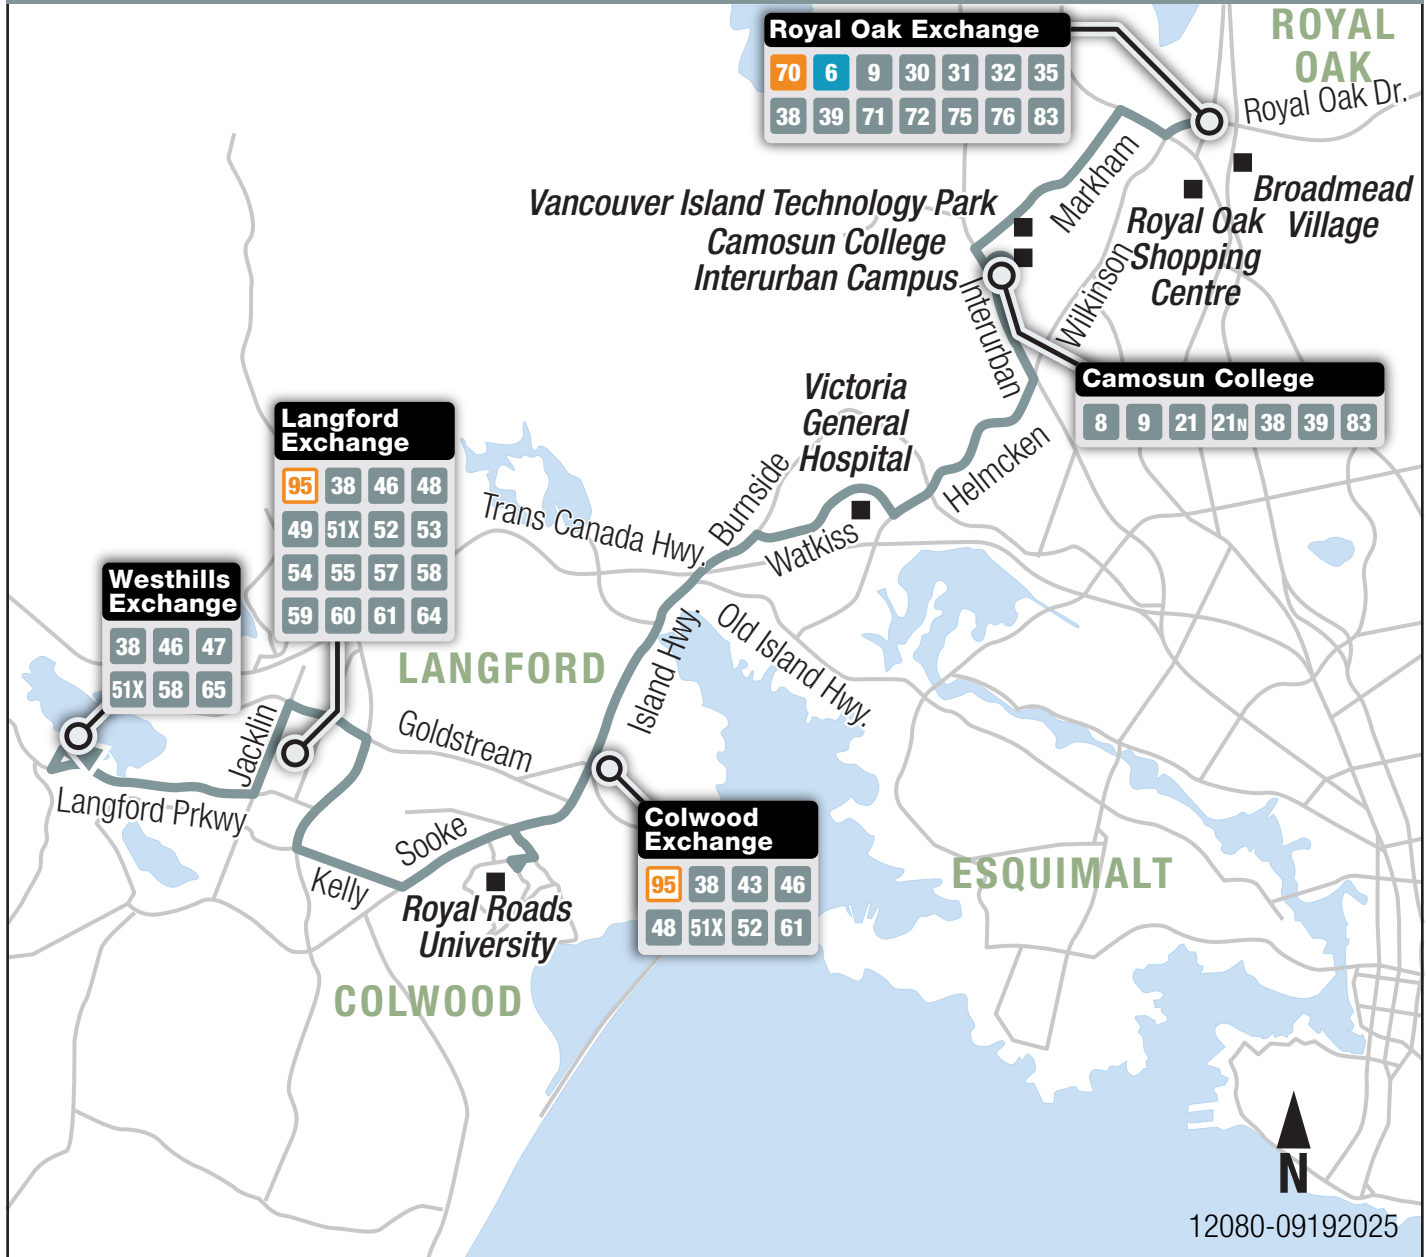 Royal Oak Exchange
70 6 9 30 31 32 35
38 39 71 72 75 76 83
ROYAL
OAK
Royal Oak Dr.
Markham
Broadmead
Village
Royal Oak
Shopping
Centre
Vancouver Island Technology Park
Camosun College
Interurban Campus
Interurban
Wilkinson
Camosun College
8 9 21 21N 38 39 83
Victoria
General
Hospital
Helmcken
Burnside
Watkiss
Trans Canada Hwy.
Langford
Exchange
95 38 46 48
49 51X 52 53
54 55 57 58
59 60 61 64
Westhills
Exchange
38 46 47
51X 58 65
LANGFORD
Island Hwy.
Old Island Hwy.
Goldstream
Jacklin
Langford Prkwy
Sooke
Kelly
Colwood
Exchange
95 38 43 46
48 51X 52 61
Royal Roads
University
ESQUIMALT
COLWOOD
N
12080-09192025